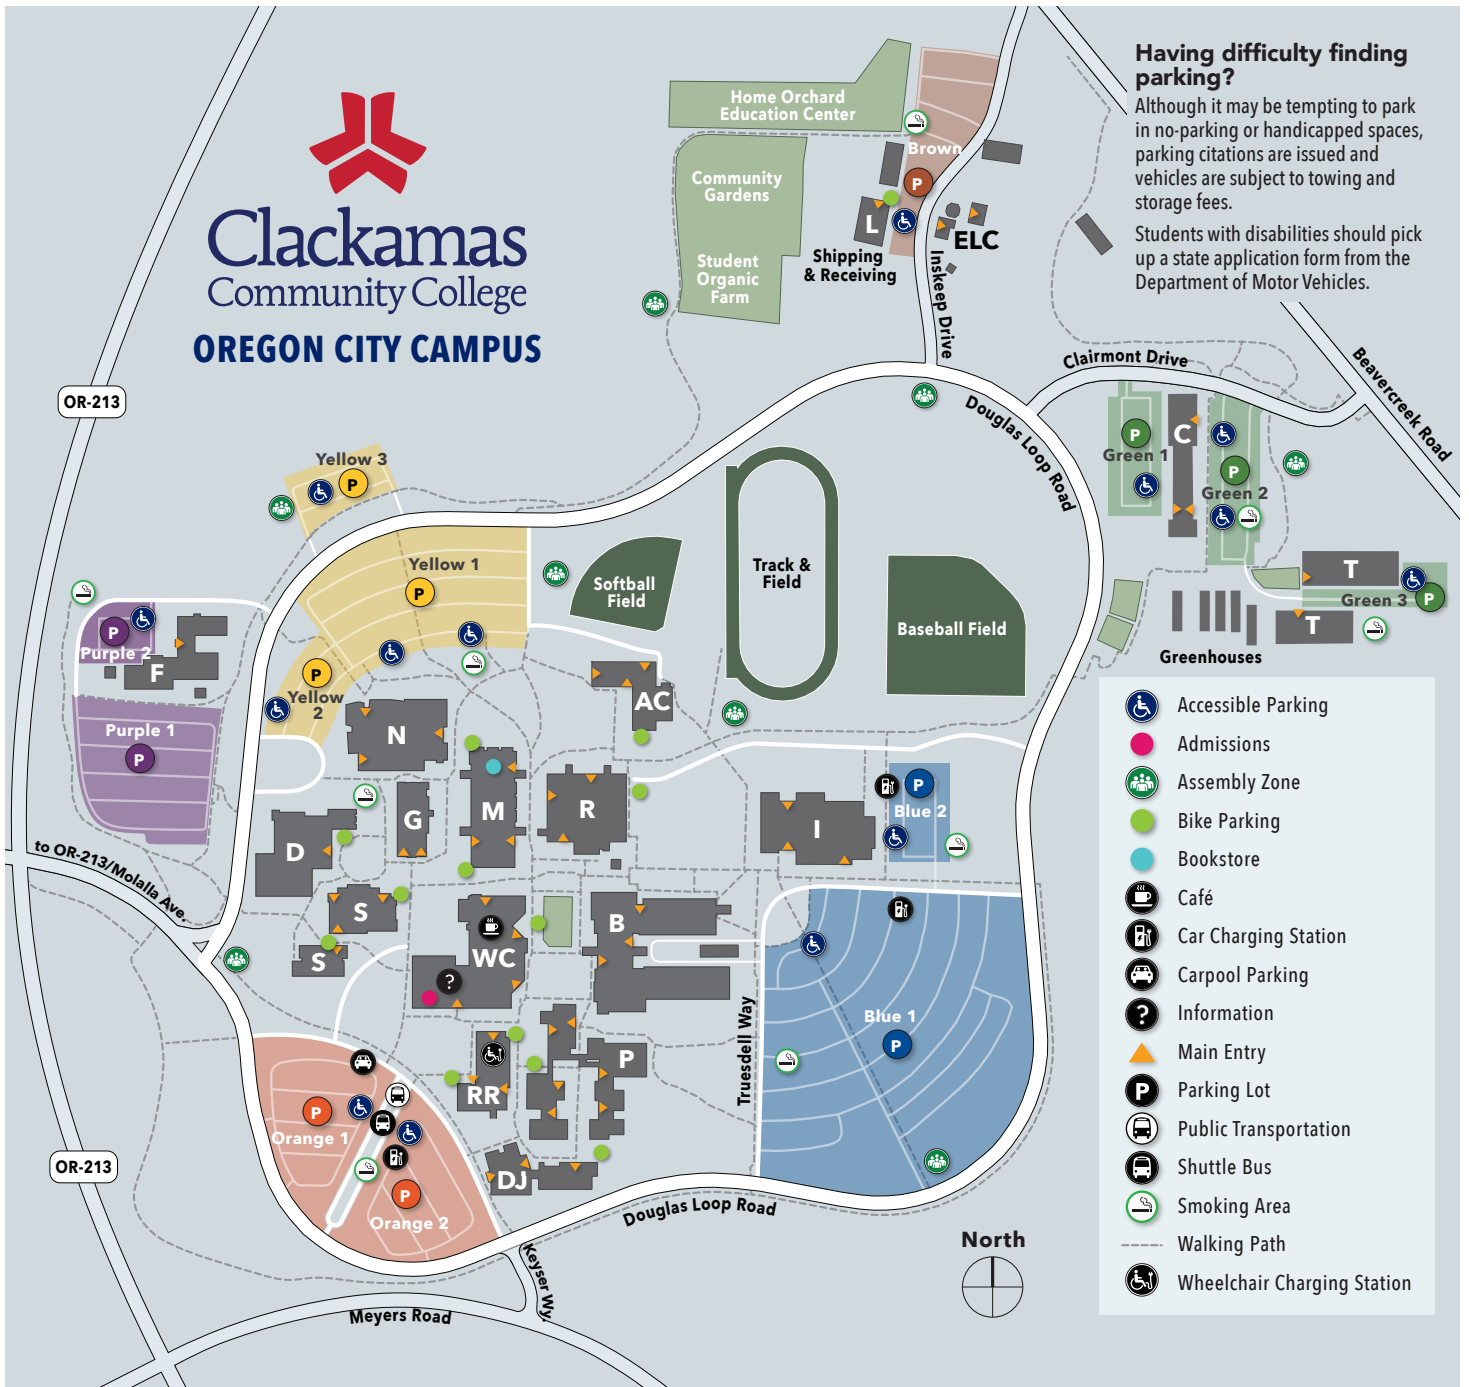 Having difficulty finding
parking?
Although it may be tempting to park
in no-parking or handicapped spaces,
parking citations are issued and
vehicles are subject to towing and
storage fees.
Students with disabilities should pick
up a state application form from the
Department of Motor Vehicles.
Clackamas
Community College
OREGON CITY CAMPUS
Home Orchard
Education Center
Brown
P
Community
Gardens
L
ELC
Shipping
& Receiving
Student
Organic
Farm
Inskeep Drive
Clairmont Drive
Beavercreek Road
OR-213
Douglas Loop Road
P
C
Green 1
P
Green 2
Yellow 3
P
Yellow 1
P
Softball
Field
Track &
Field
Baseball Field
T
Green 3
P
T
Greenhouses
P
Purple 2
F
P
Yellow
2
Purple 1
P
N
AC
M
R
G
D
I
P
Blue 2
to OR-213/Molalla Ave.
S
S
B
WC
?
Blue 1
P
Truesdell Way
P
RR
P
Orange 1
OR-213
DJ
P
Orange 2
Douglas Loop Road
Keyser Wy.
Meyers Road
North
Accessible Parking
Admissions
Assembly Zone
Bike Parking
Bookstore
Café
Car Charging Station
Carpool Parking
? Information
Main Entry
P Parking Lot
Public Transportation
Shuttle Bus
Smoking Area
Walking Path
Wheelchair Charging Station